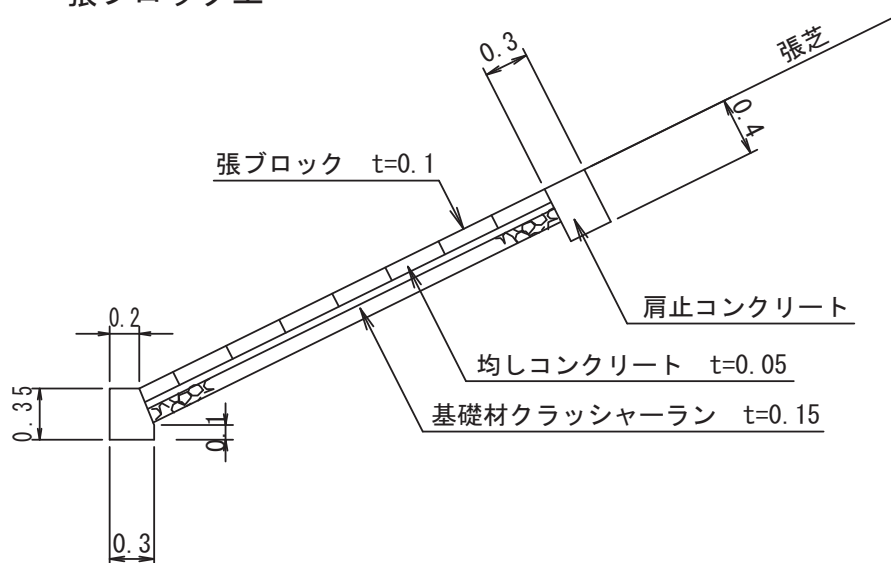 0.3
張芝
0.4
張ブロック t=0.1
肩止コンクリート
0.2
均しコンクリート t=0.05
0.35
基礎材クラッシャーラン t=0.15
0.1
0.3